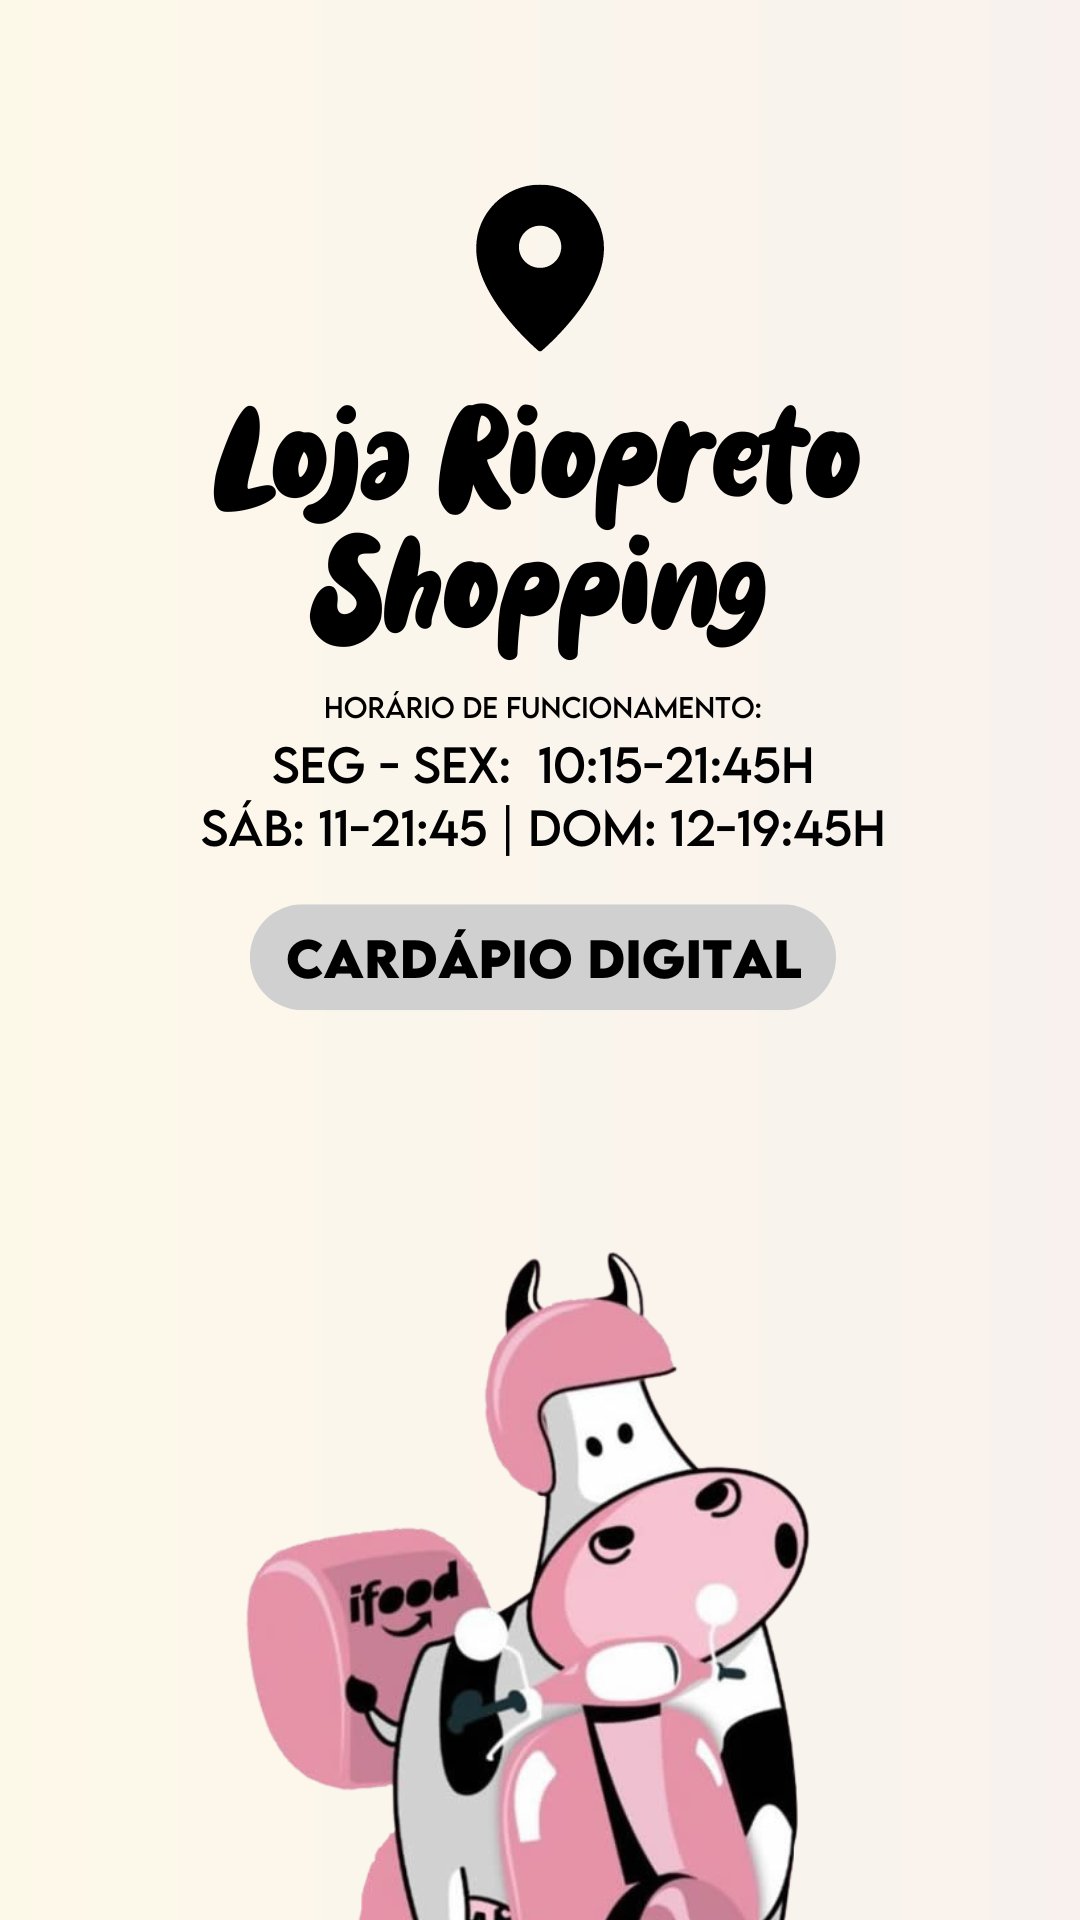 Loja Riopreto
Shopping
HORÁRIO DE FUNCIONAMENTO:
SEG - SEX: 10:15-21:45H
SÁB: 11-21:45 | DOM: 12-19:45H
CARDÁPIO DIGITAL
ifood